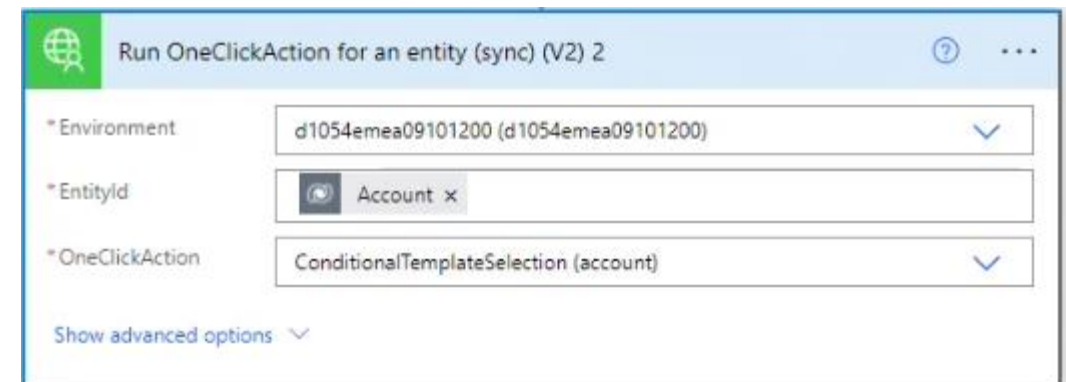 Run OneClickAction for an entity (sync) (V2) 2
* Environment
d1054emea09101200 (d1054emea09101200)
* EntityId
Account ×
* OneClickAction
ConditionalTemplateSelection (account)
Show advanced options